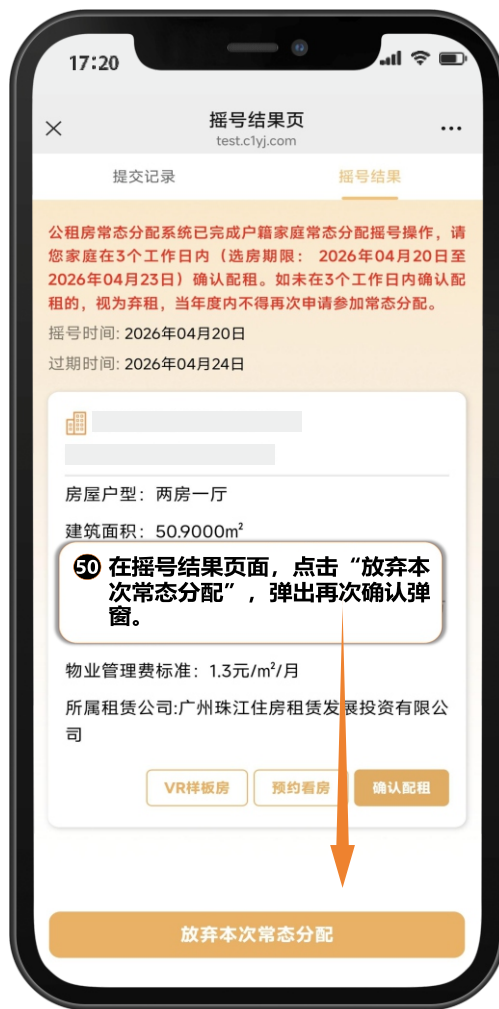 17:20
摇号结果页
test.c1yj.com
提交记录
摇号结果
公租房常态分配系统已完成户籍家庭常态分配摇号操作，请
您家庭在3个工作日内（选房期限： 2026年04月20日至
2026年04月23日）确认配租。如未在3个工作日内确认配
租的，视为弃租，当年度内不得再次申请参加常态分配。
摇号时间: 2026年04月20日
过期时间: 2026年04月24日
房屋户型：两房一厅
建筑面积：50.9000m²
50 在摇号结果页面，点击“放弃本
次常态分配”，弹出再次确认弹
窗。
物业管理费标准：1.3元/m²/月
所属租赁公司:广州珠江住房租赁发展投资有限公
司
VR样板房
预约看房
确认配租
放弃本次常态分配